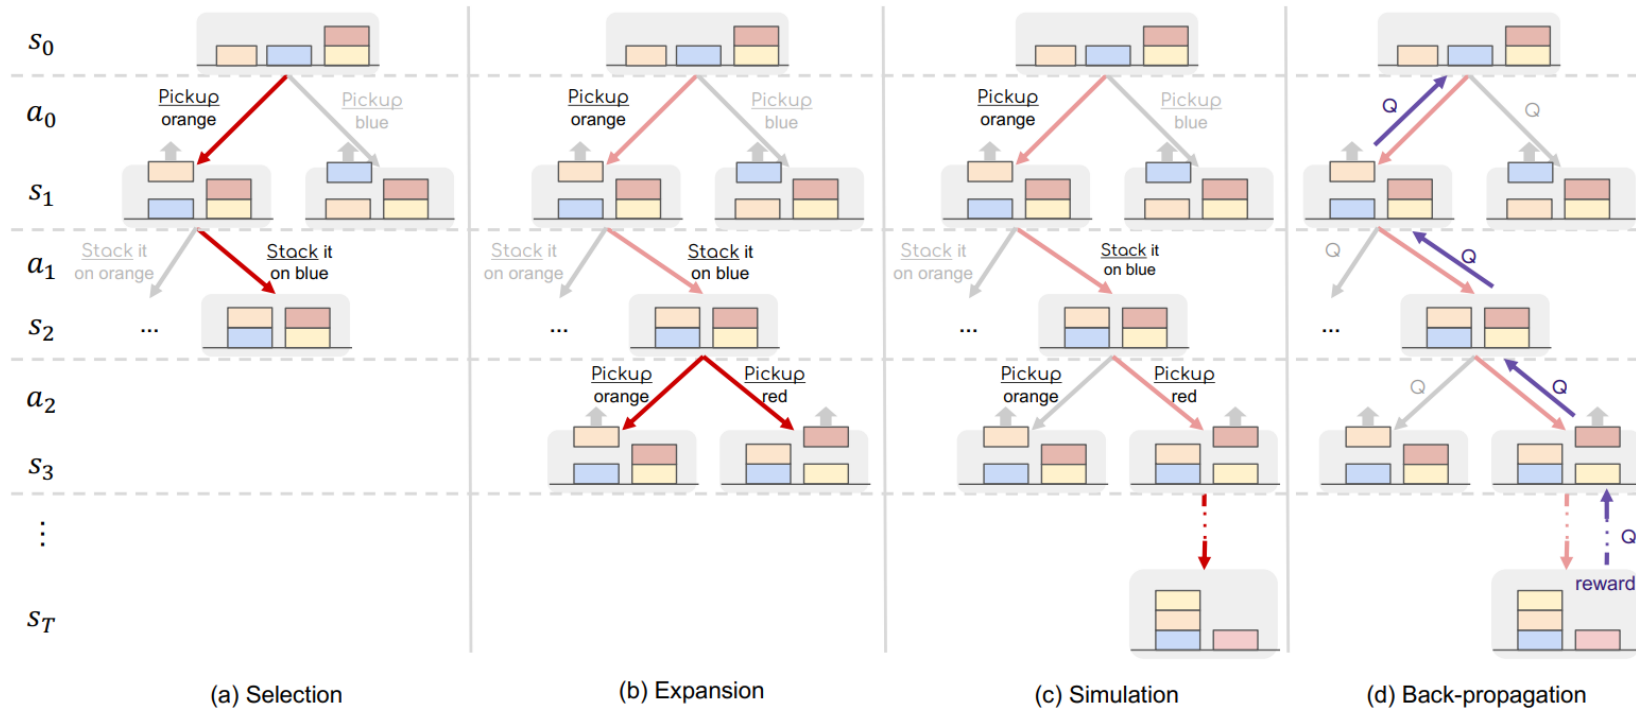 s0
a0
s1
a1
s2
a2
s3
⋮
sT
Pickup
orange
Pickup
blue
Stack it
on orange
Stack it
on blue
...
(a) Selection
Pickup
orange
Pickup
blue
Stack it
on orange
Stack it
on blue
...
Pickup
orange
Pickup
red
(b) Expansion
Pickup
orange
Pickup
blue
Stack it
on orange
Stack it
on blue
...
Pickup
orange
Pickup
red
(c) Simulation
Q
Q
Q
Q
...
Q
Q
Q
reward
(d) Back-propagation